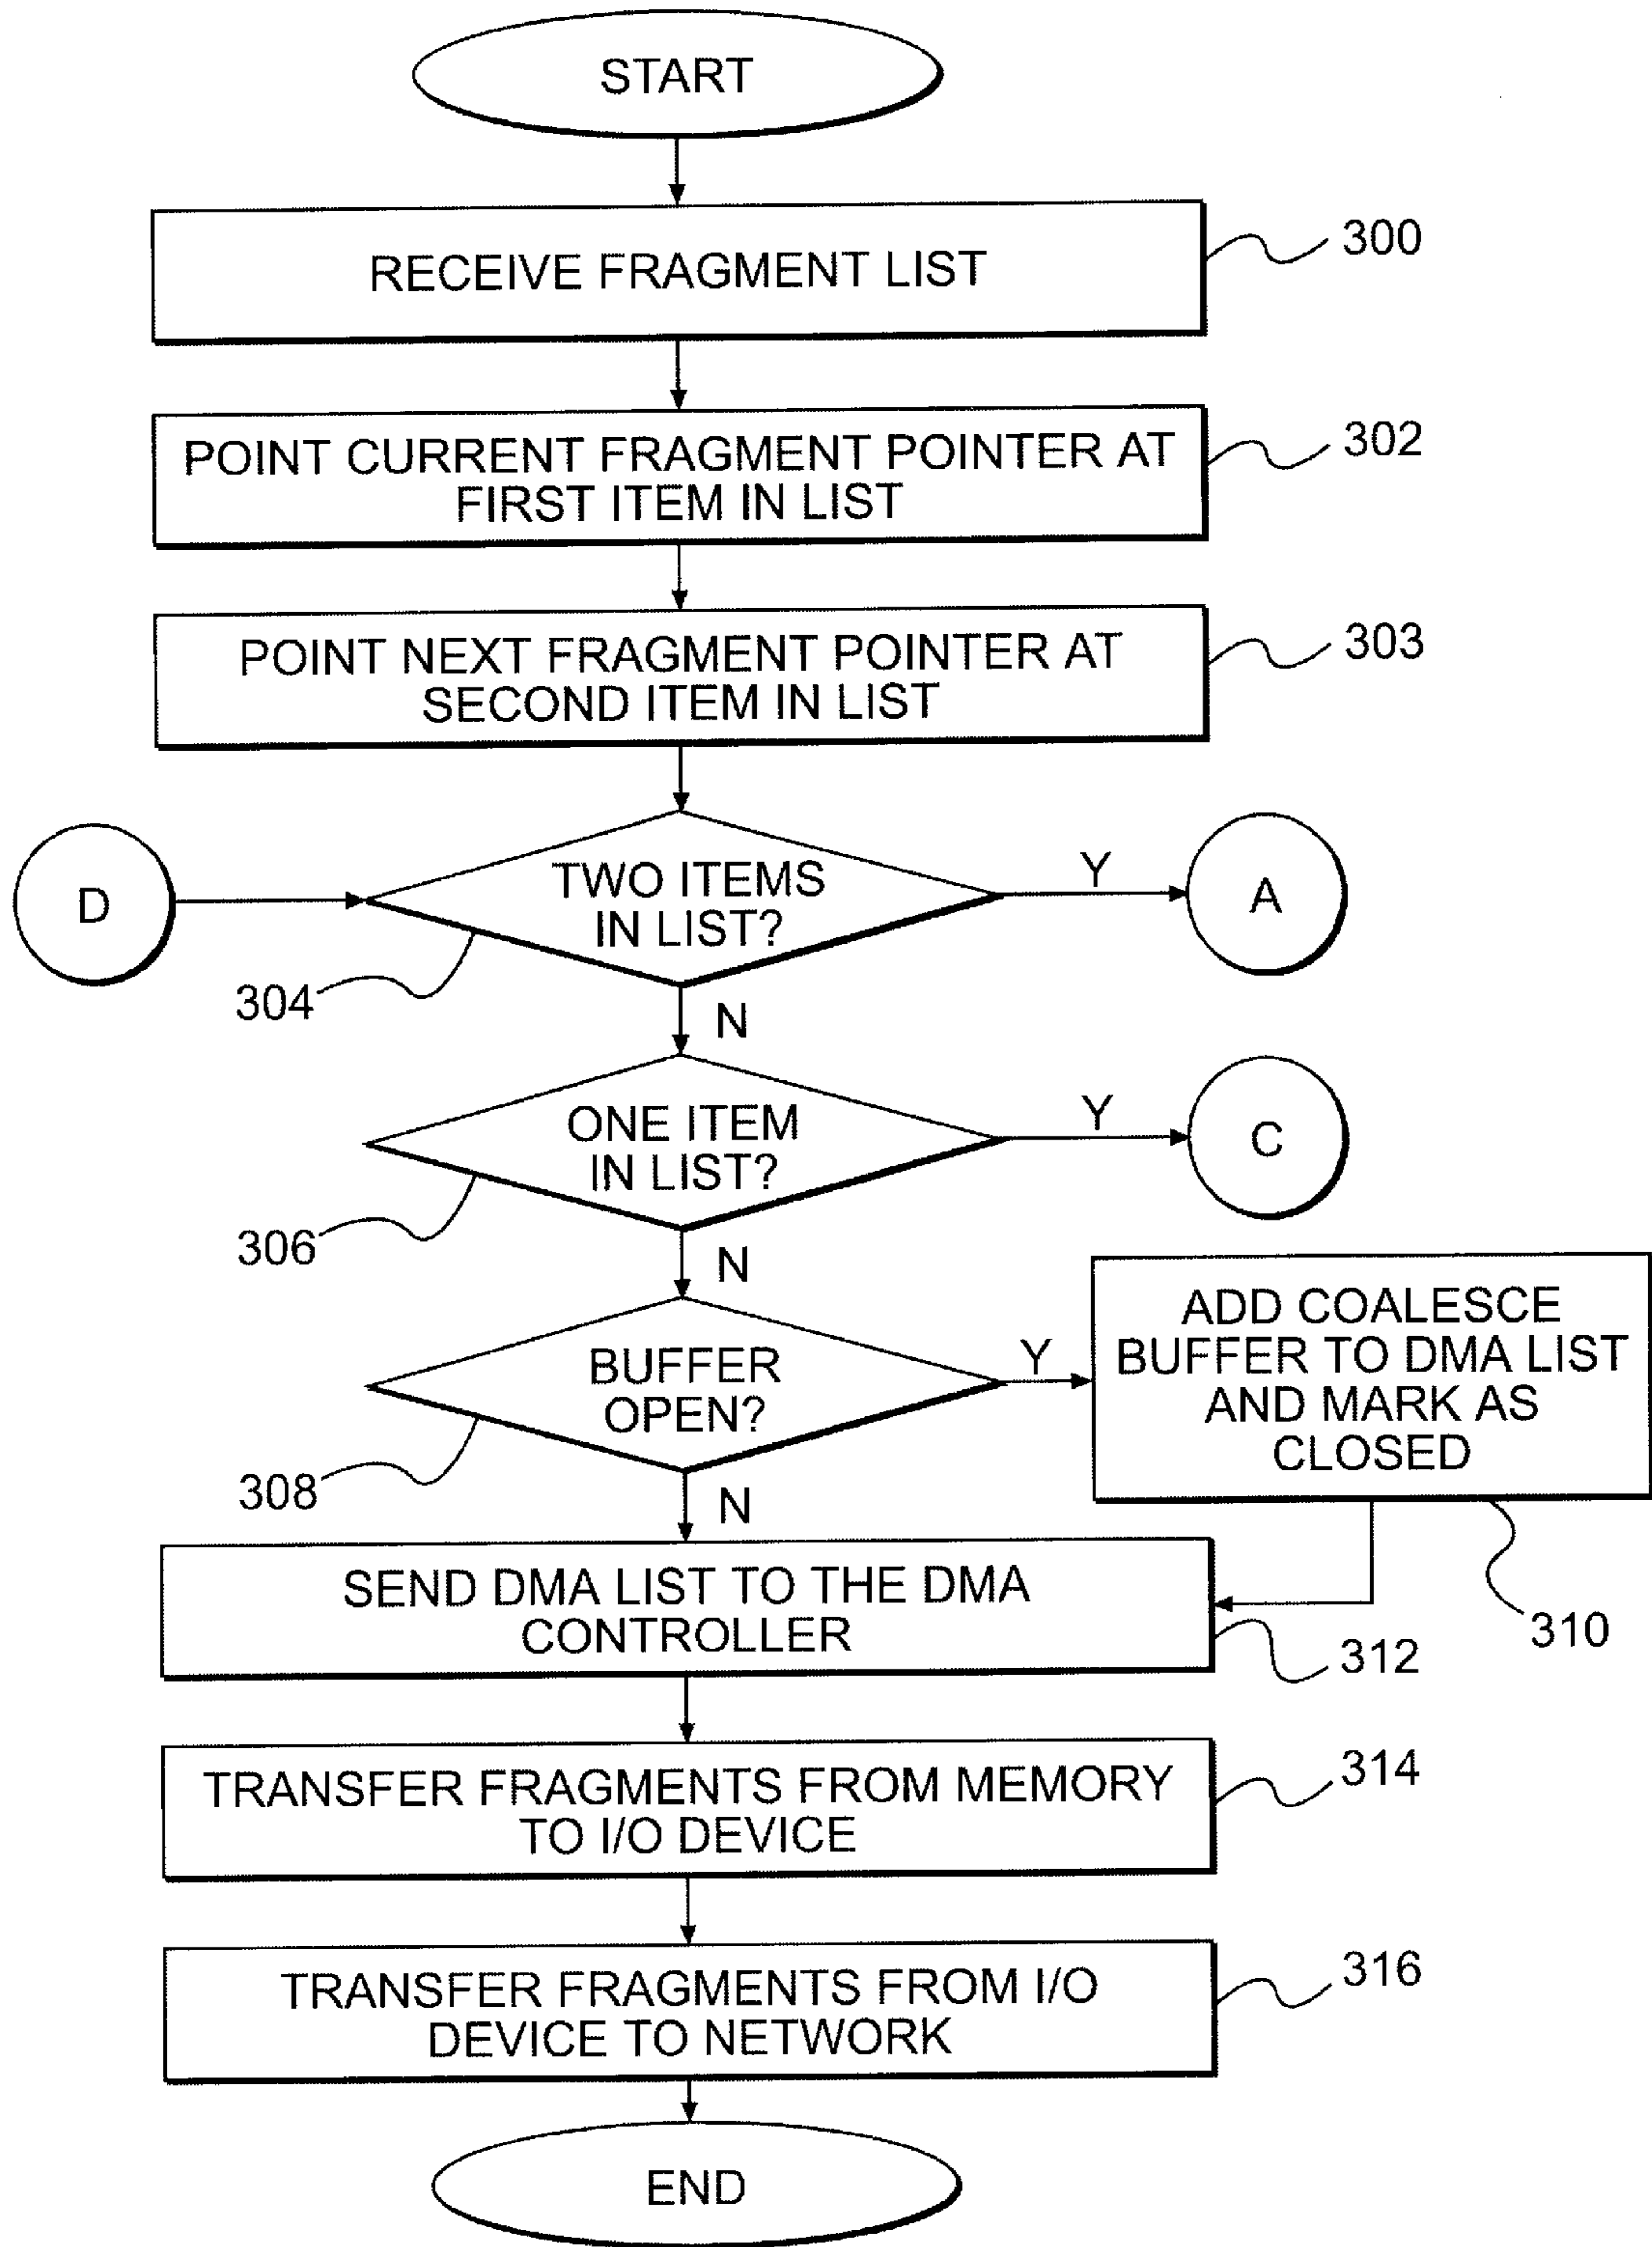 START
RECEIVE FRAGMENT LIST
300
POINT CURRENT FRAGMENT POINTER AT
FIRST ITEM IN LIST
302
POINT NEXT FRAGMENT POINTER AT
SECOND ITEM IN LIST
303
D
TWO ITEMS
IN LIST?
Y
A
304
N
ONE ITEM
IN LIST?
Y
C
306
N
BUFFER
OPEN?
Y
ADD COALESCE
BUFFER TO DMA LIST
AND MARK AS
CLOSED
308
N
310
SEND DMA LIST TO THE DMA
CONTROLLER
312
TRANSFER FRAGMENTS FROM MEMORY
TO I/O DEVICE
314
TRANSFER FRAGMENTS FROM I/O
DEVICE TO NETWORK
316
END